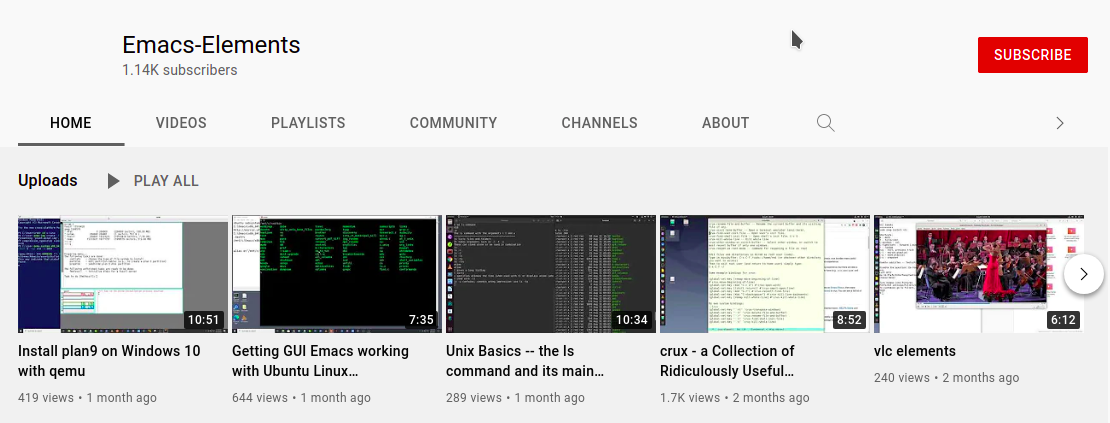 Emacs-Elements
1.14K subscribers
SUBSCRIBE
HOME VIDEOS PLAYLISTS COMMUNITY CHANNELS ABOUT
Uploads PLAY ALL
10:51 7:35 10:34 8:52 6:12
Install plan9 on Windows 10
with qemu
419 views • 1 month ago
Getting GUI Emacs working
with Ubuntu Linux…
644 views • 1 month ago
Unix Basics -- the ls
command and its main…
289 views • 1 month ago
crux - a Collection of
Ridiculously Useful…
1.7K views • 2 months ago
vlc elements
240 views • 2 months ago